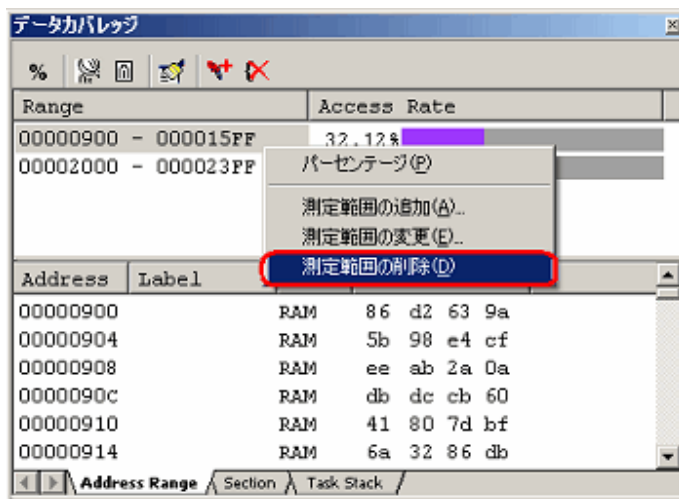 データカバレッジ
%
Range Access Rate
00000900 - 000015FF 32.12%
00002000 - 000023FF
パーセンテージ(P)
測定範囲の追加(A)...
測定範囲の変更(E)...
測定範囲の削除(D)
Address Label
00000900 RAM 86 d2 63 9a
00000904 RAM 5b 98 e4 cf
00000908 RAM ee ab 2a 0a
0000090C RAM db dc cb 60
00000910 RAM 41 80 7d bf
00000914 RAM 6a 32 86 db
Address Range Section Task Stack